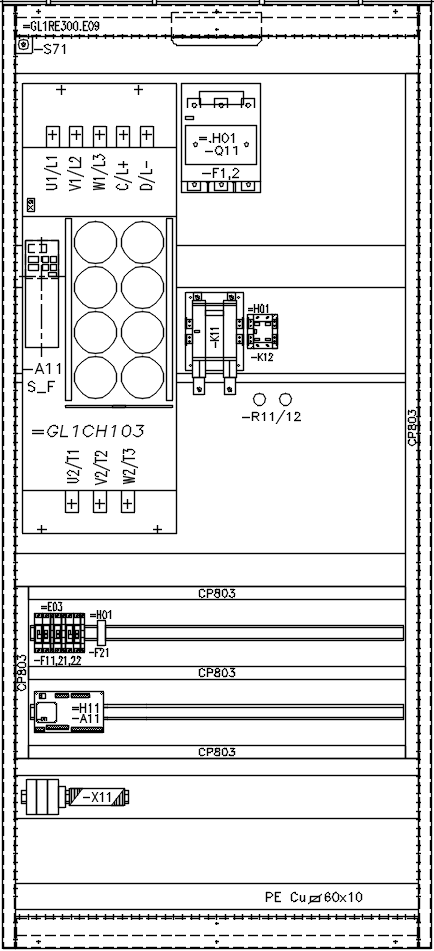 =GL1RE300.E09
-S71
U1/L1
V1/L2
W1/L3
C/L+
D/L-
=.H01
-Q11
-F1,2
=H01
-K11
-K12
-A11
S_F
-R11/12
CP803
=GL1CH103
U2/T1
V2/T2
W2/T3
CP803
=E03
=H01
-F11,21,22
-F21
CP803
CP803
=H11
-A11
CP803
-X11
PE Cu▱60x10